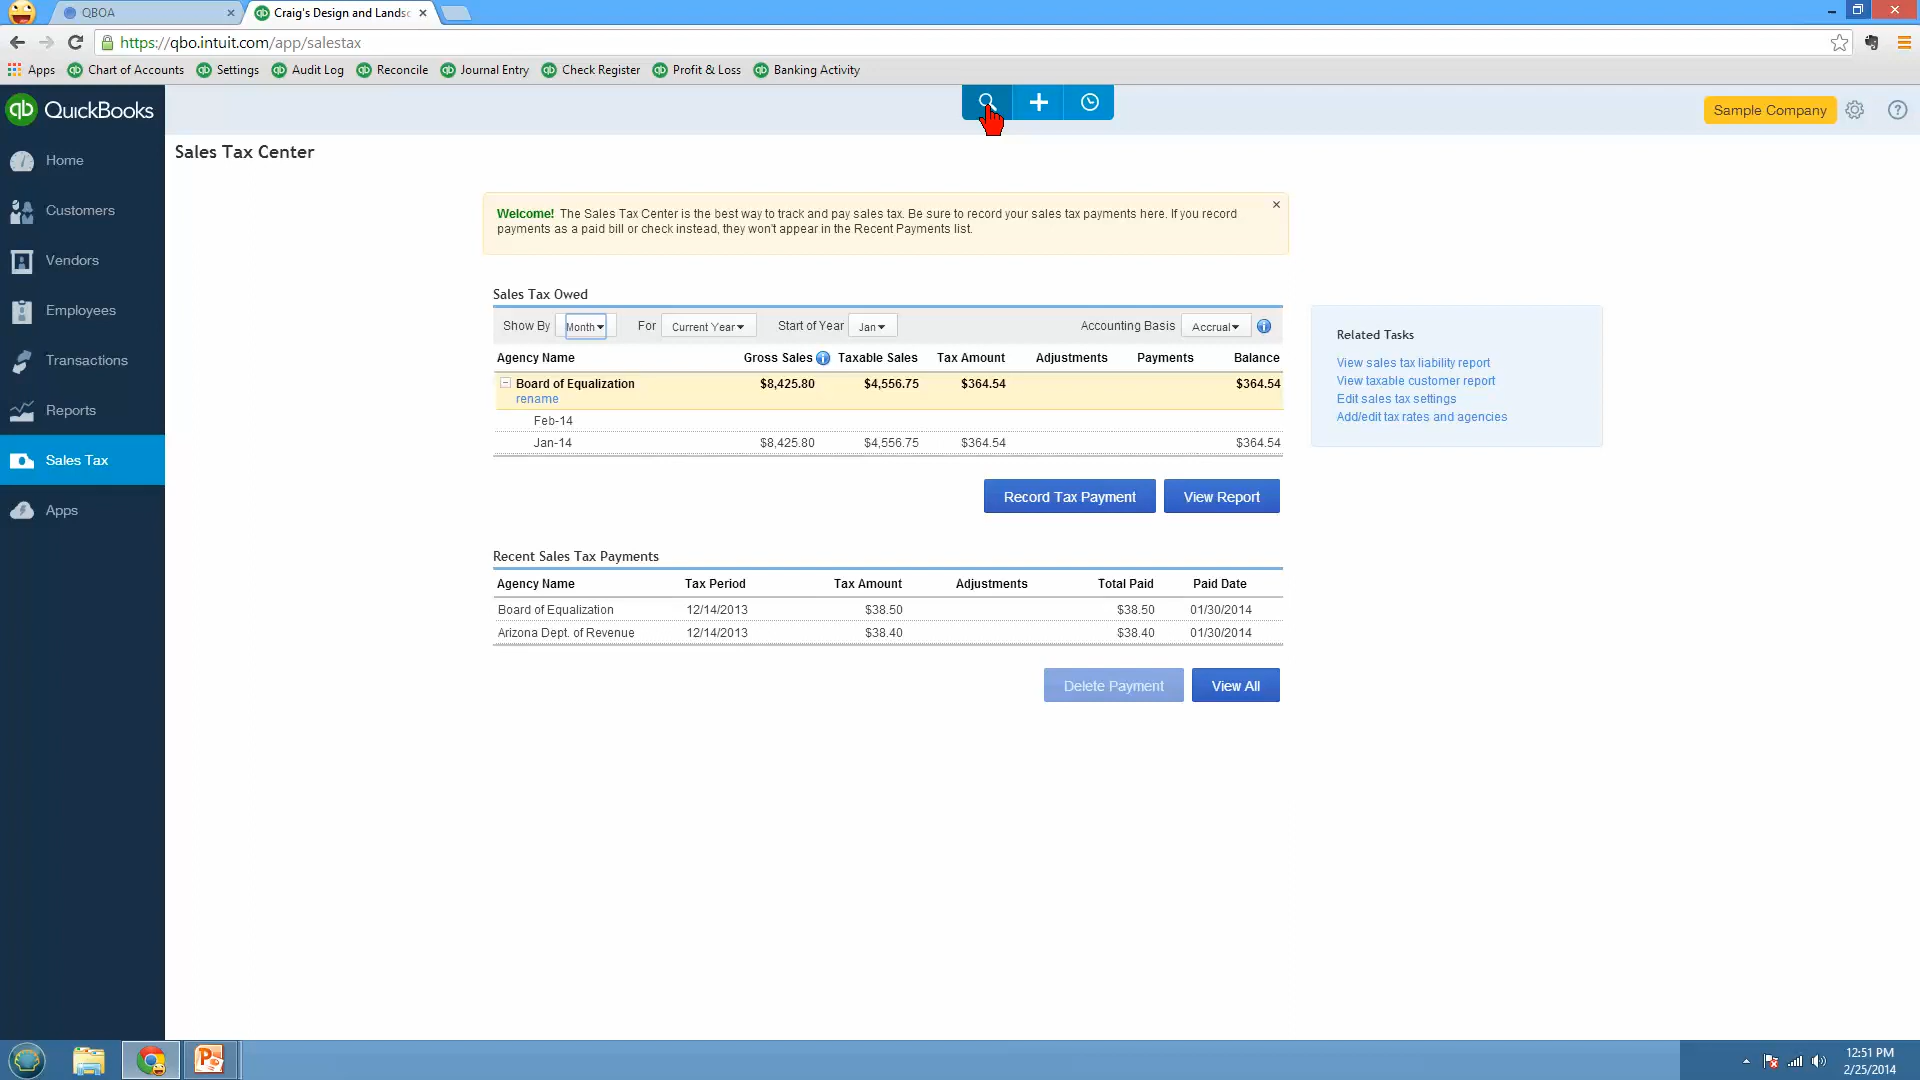 QBOA
Craig's Design and Landsc
https://qbo.intuit.com/app/salestax
Apps Chart of Accounts Settings Audit Log Reconcile Journal Entry Check Register Profit & Loss Banking Activity
qb QuickBooks
Sample Company
Home
Customers
Vendors
Employees
Transactions
Reports
Sales Tax
Apps
Sales Tax Center
Welcome! The Sales Tax Center is the best way to track and pay sales tax. Be sure to record your sales tax payments here. If you record
payments as a paid bill or check instead, they won't appear in the Recent Payments list.
Sales Tax Owed
Show By Month For Current Year Start of Year Jan Accounting Basis Accrual
Agency Name Gross Sales Taxable Sales Tax Amount Adjustments Payments Balance
Board of Equalization $8,425.80 $4,556.75 $364.54 $364.54
rename
Feb-14
Jan-14 $8,425.80 $4,556.75 $364.54 $364.54
Record Tax Payment View Report
Related Tasks
View sales tax liability report
View taxable customer report
Edit sales tax settings
Add/edit tax rates and agencies
Recent Sales Tax Payments
Agency Name Tax Period Tax Amount Adjustments Total Paid Paid Date
Board of Equalization 12/14/2013 $38.50 $38.50 01/30/2014
Arizona Dept. of Revenue 12/14/2013 $38.40 $38.40 01/30/2014
Delete Payment View All
12:51 PM
2/25/2014